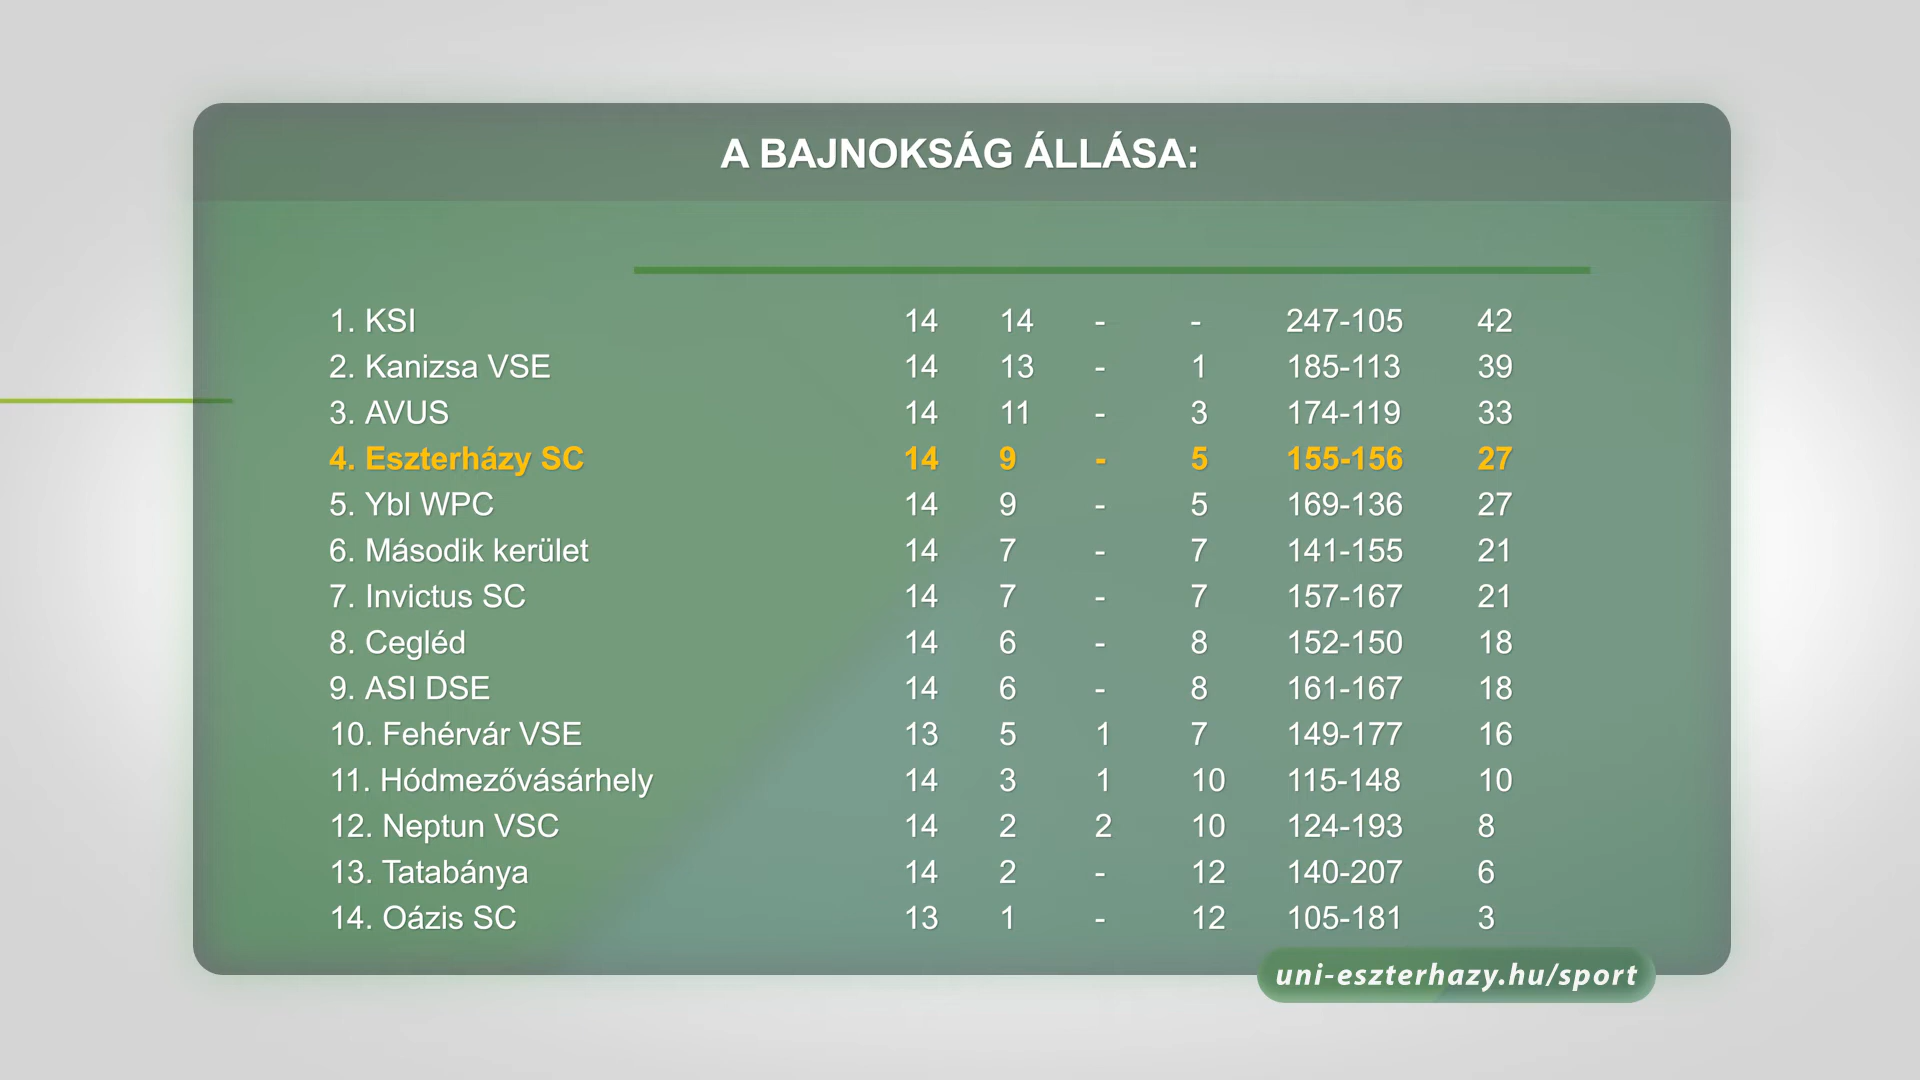 A BAJNOKSÁG ÁLLÁSA:
1. KSI 14 14 - - 247-105 42
2. Kanizsa VSE 14 13 - 1 185-113 39
3. AVUS 14 11 - 3 174-119 33
4. Eszterházy SC 14 9 - 5 155-156 27
5. Ybl WPC 14 9 - 5 169-136 27
6. Második kerület 14 7 - 7 141-155 21
7. Invictus SC 14 7 - 7 157-167 21
8. Cegléd 14 6 - 8 152-150 18
9. ASI DSE 14 6 - 8 161-167 18
10. Fehérvár VSE 13 5 1 7 149-177 16
11. Hódmezővásárhely 14 3 1 10 115-148 10
12. Neptun VSC 14 2 2 10 124-193 8
13. Tatabánya 14 2 - 12 140-207 6
14. Oázis SC 13 1 - 12 105-181 3
uni-eszterhazy.hu/sport